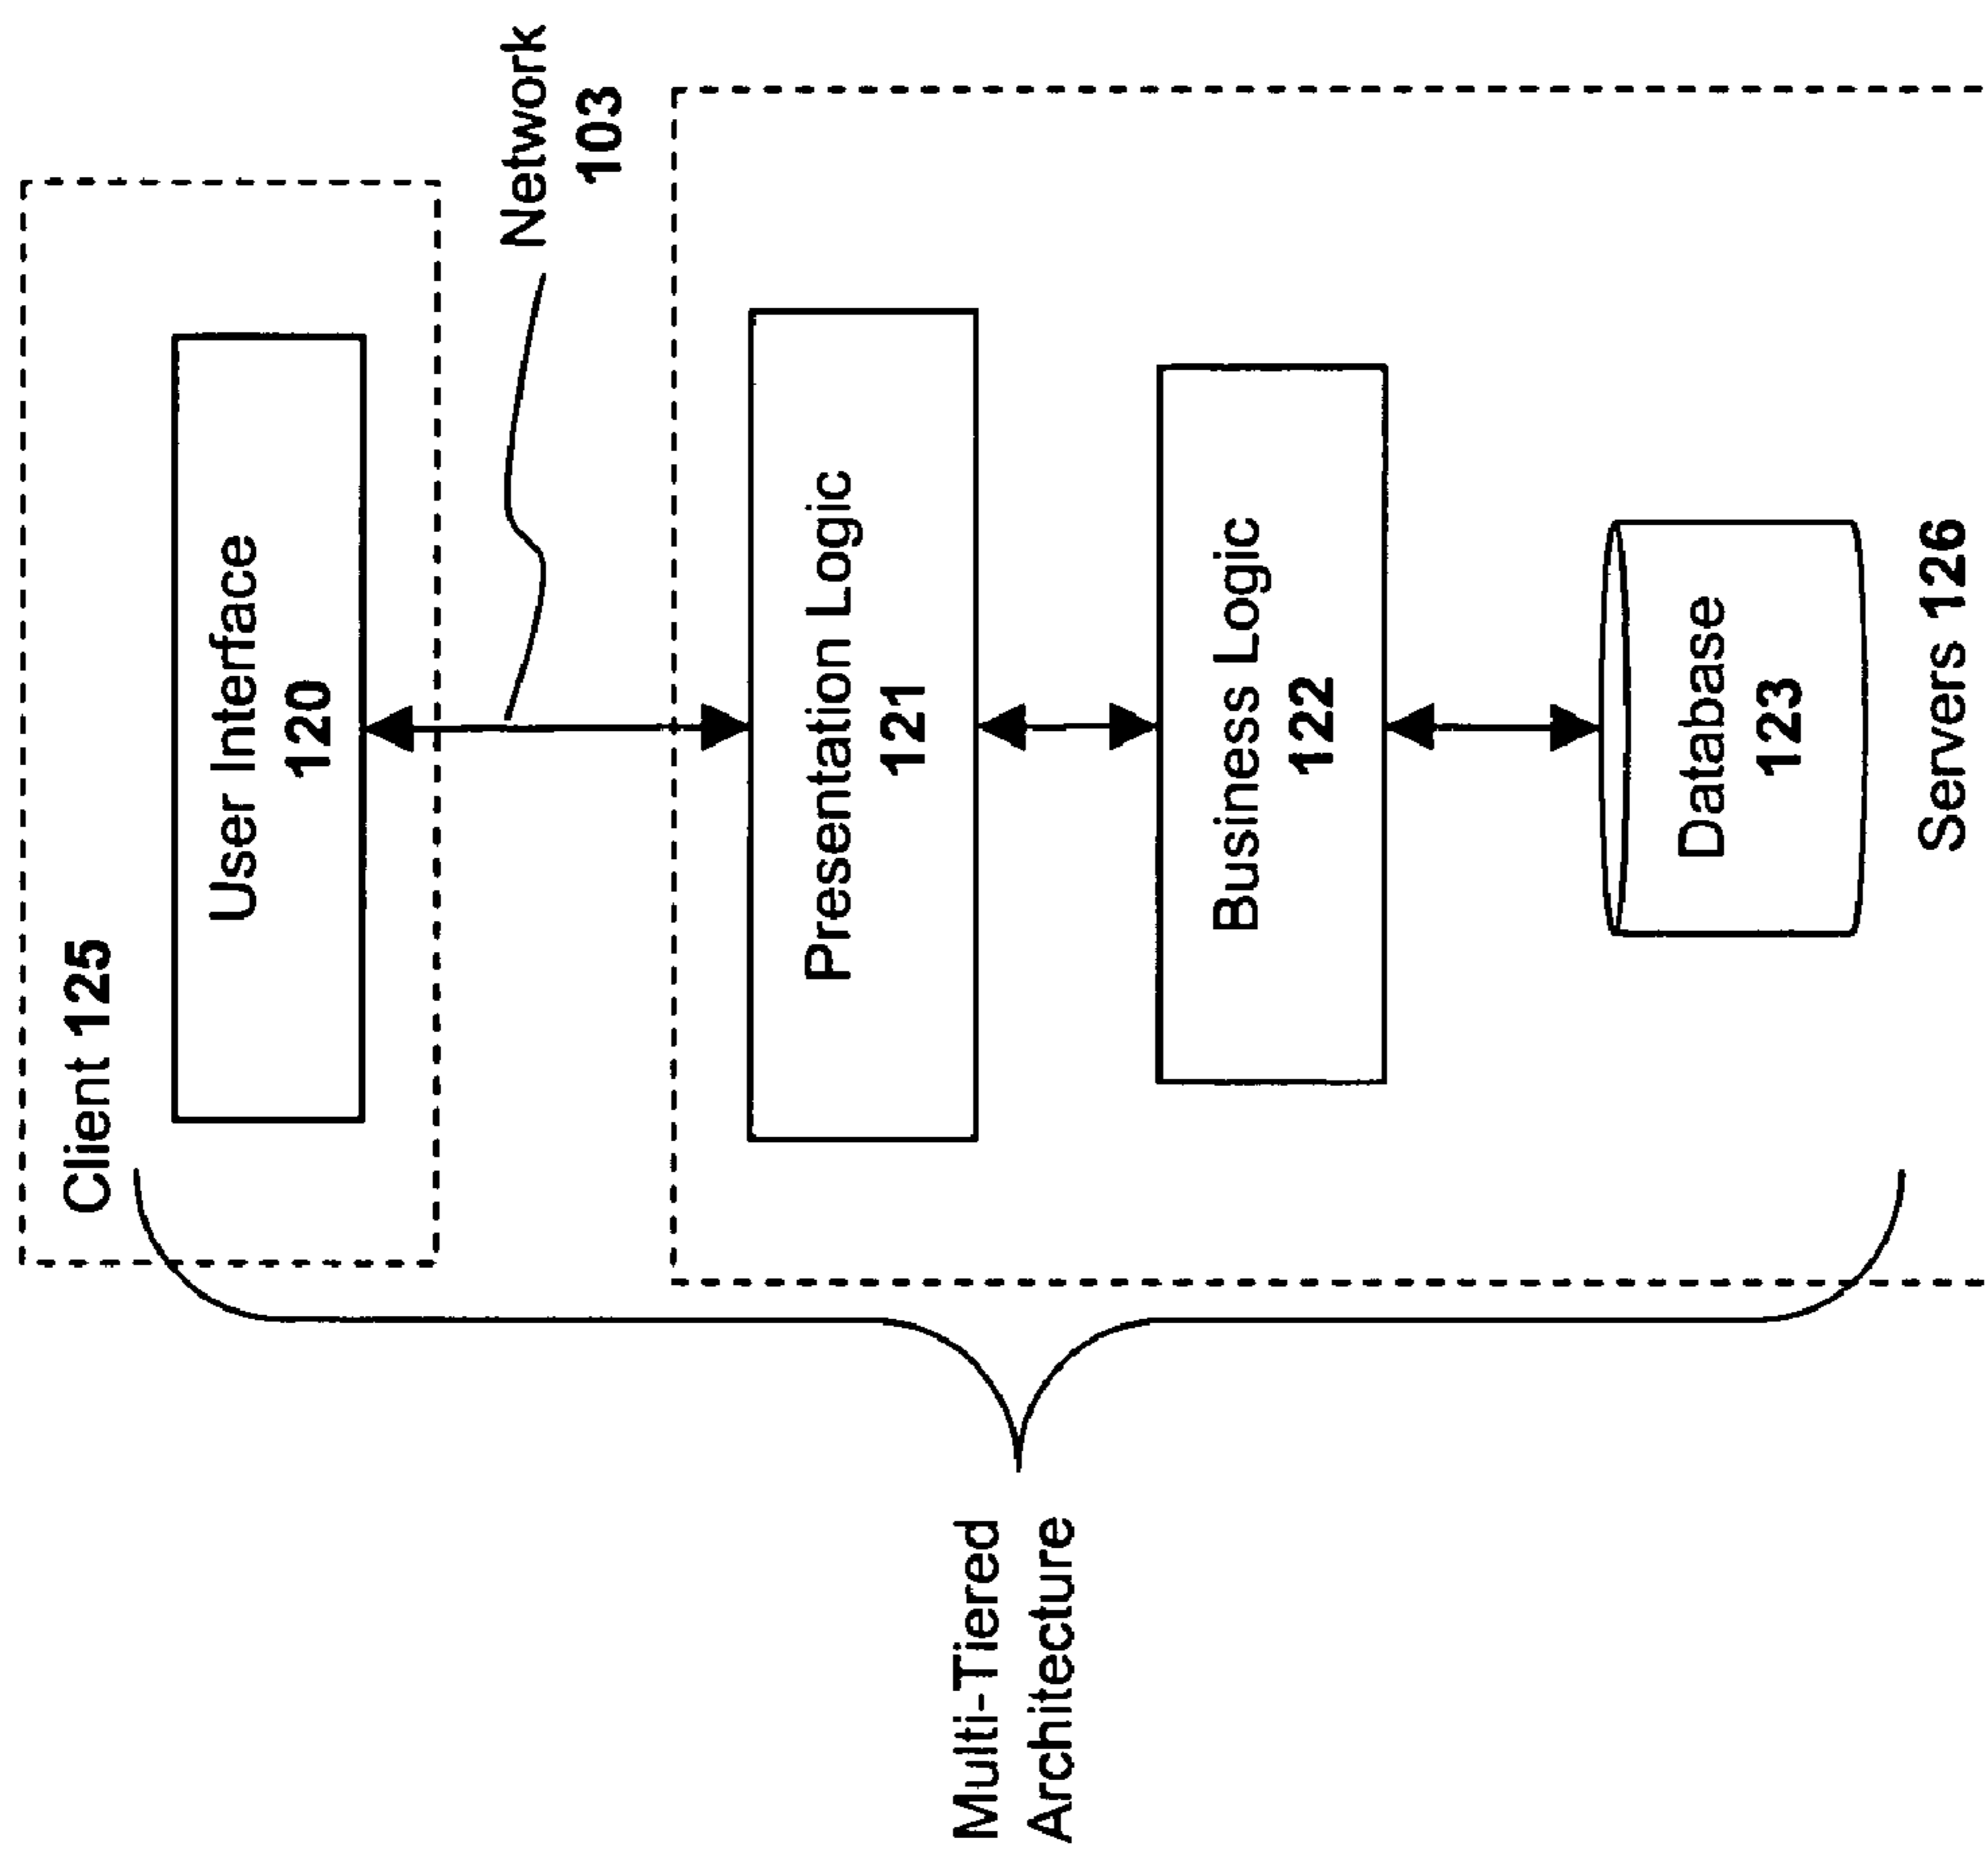 Client 125
User Interface
120
Network
103
Presentation Logic
121
Business Logic
122
Database
123
Servers 126
Multi-Tiered
Architecture